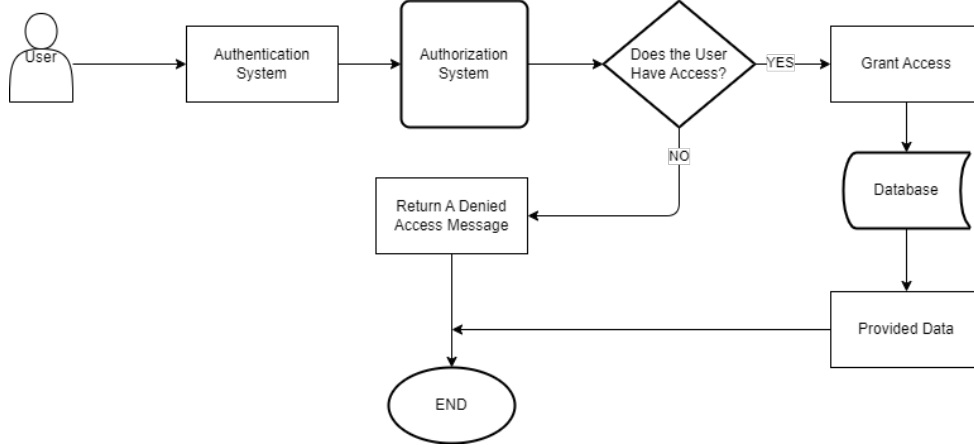 User
Authentication
System
Authorization
System
Does the User
Have Access?
YES
Grant Access
NO
Return A Denied
Access Message
Database
Provided Data
END